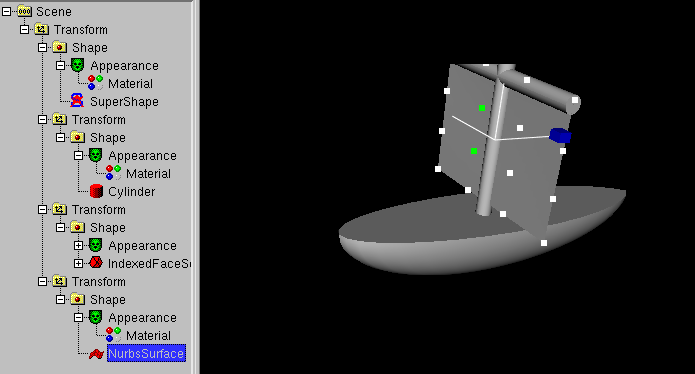 Scene
Transform
Shape
Appearance
Material
SuperShape
Transform
Shape
Appearance
Material
Cylinder
Transform
Shape
Appearance
IndexedFaceS
Transform
Shape
Appearance
Material
NurbsSurface